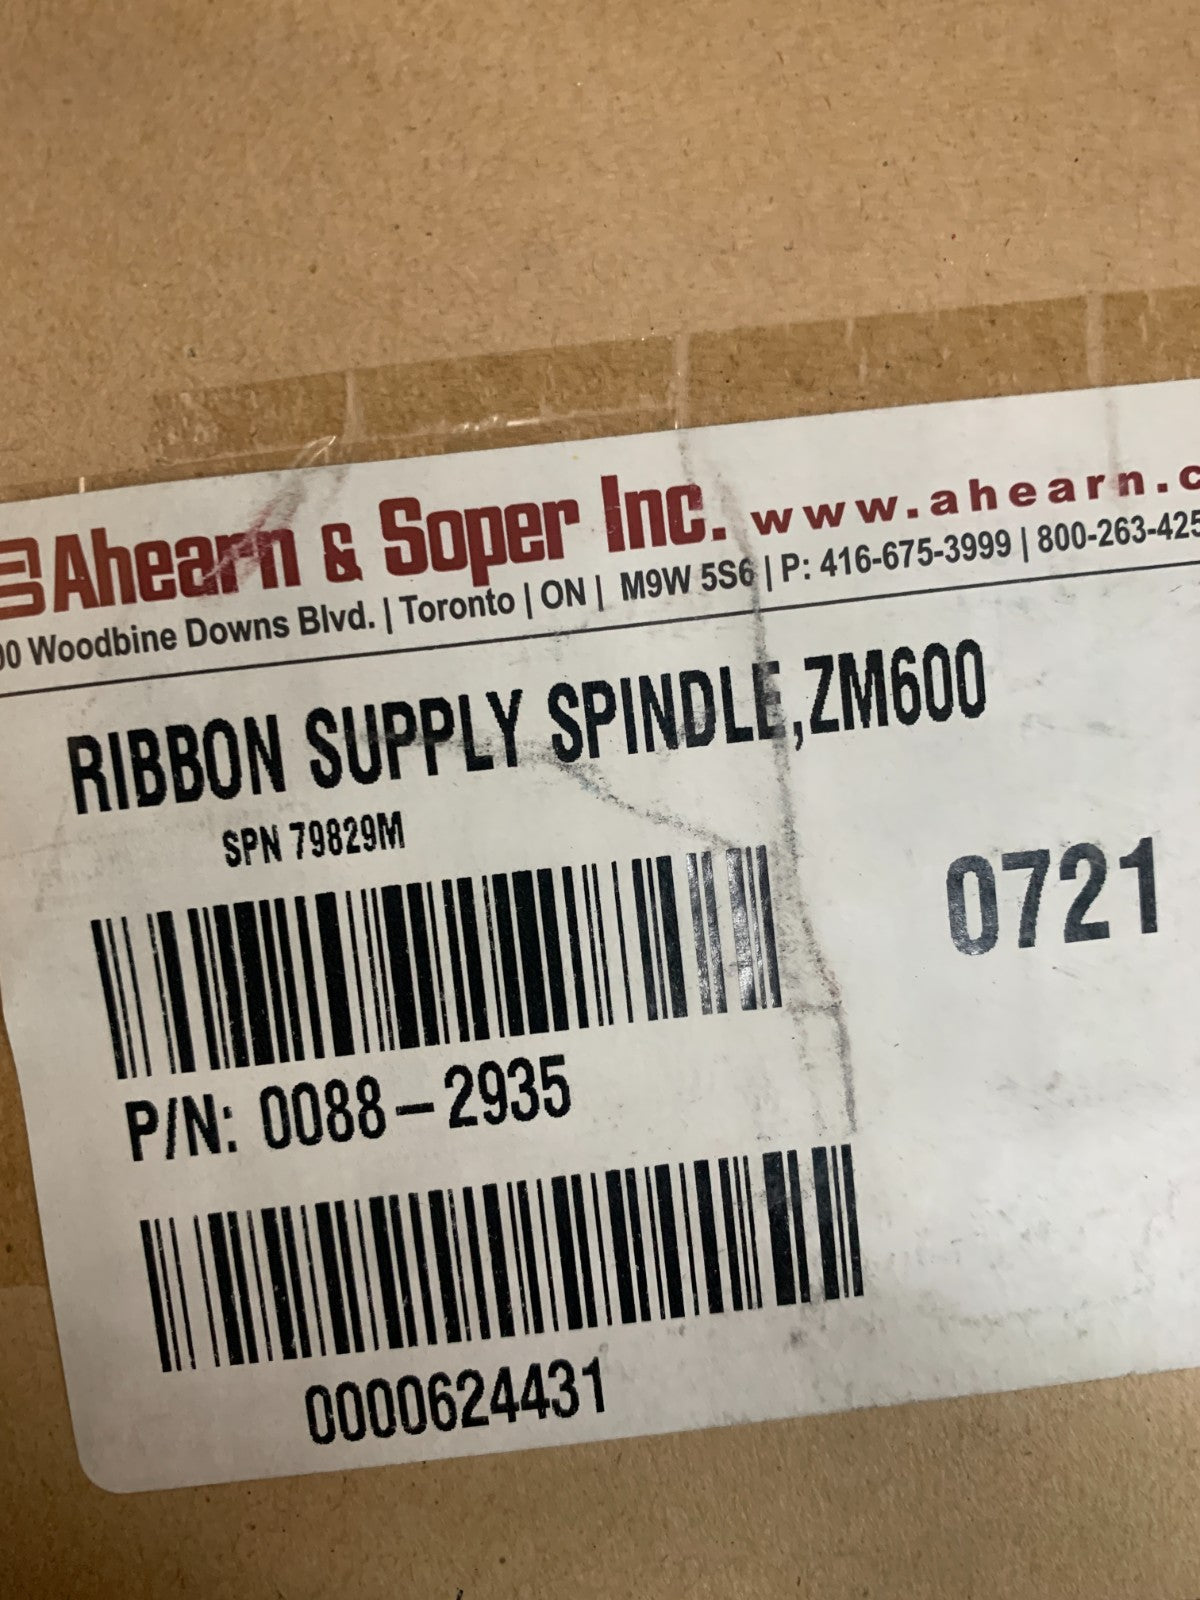 Ahearn & Soper Inc. www.ahearn.c
00 Woodbine Downs Blvd. | Toronto | ON | M9W 5S6 | P: 416-675-3999 | 800-263-425
RIBBON SUPPLY SPINDLE,ZM600
SPN 79829M
0721
P/N: 0088-2935
0000624431